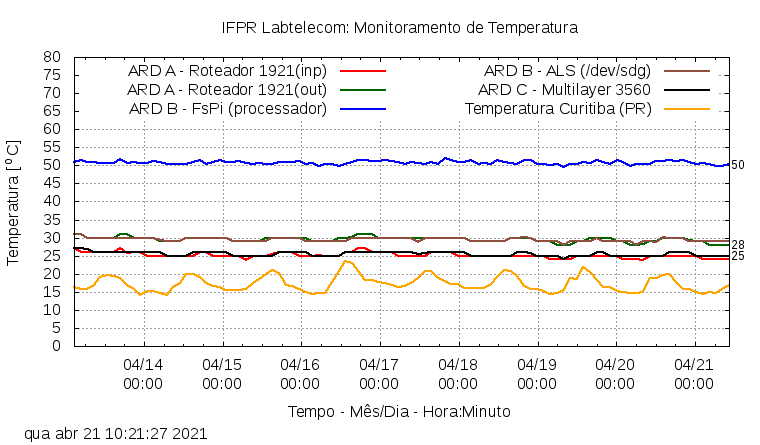 IFPR Labtelecom: Monitoramento de Temperatura
Temperatura [ºC]
80
75
70
65
60
55
50
45
40
35
30
25
20
15
10
5
0
ARD A - Roteador 1921(inp)
ARD A - Roteador 1921(out)
ARD B - FsPi (processador)
ARD B - ALS (/dev/sdg)
ARD C - Multilayer 3560
Temperatura Curitiba (PR)
50
28
25
04/14 00:00
04/15 00:00
04/16 00:00
04/17 00:00
04/18 00:00
04/19 00:00
04/20 00:00
04/21 00:00
Tempo - Mês/Dia - Hora:Minuto
qua abr 21 10:21:27 2021